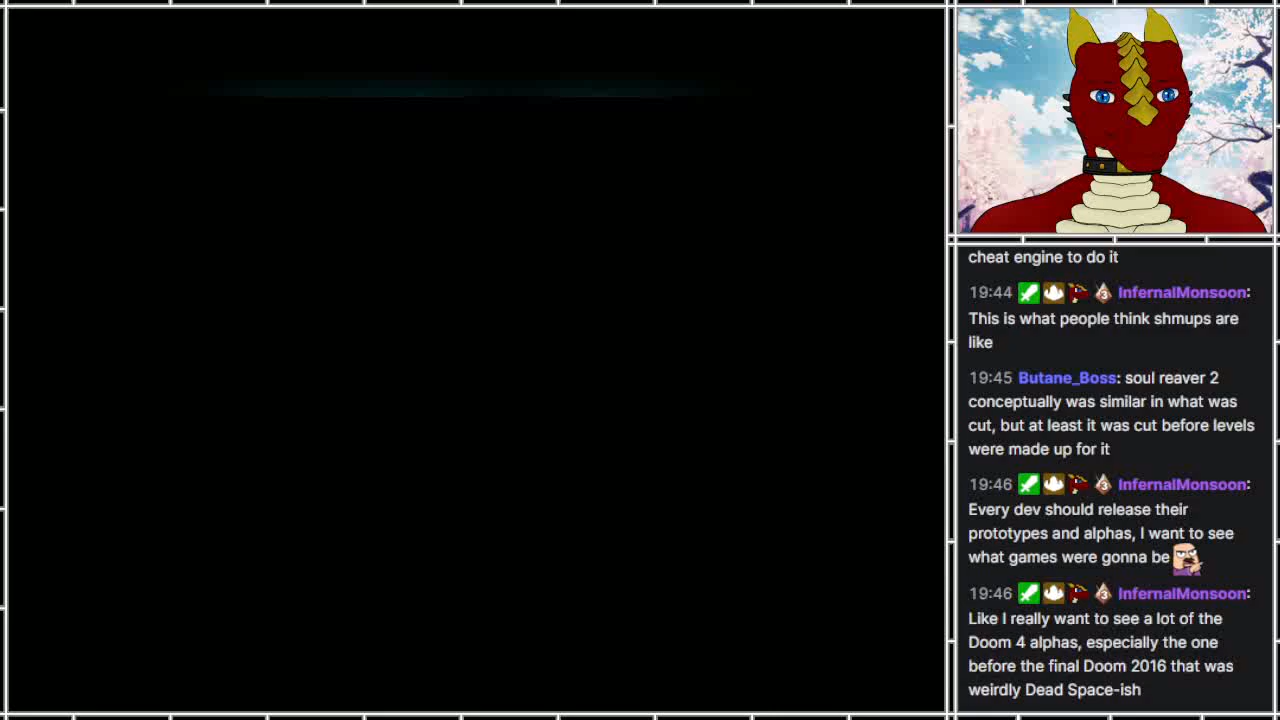 cheat engine to do it
19:44 InfernalMonsoon:
This is what people think shmups are
like
19:45 Butane_Boss: soul reaver 2
conceptually was similar in what was
cut, but at least it was cut before levels
were made up for it
19:46 InfernalMonsoon:
Every dev should release their
prototypes and alphas, I want to see
what games were gonna be
19:46 InfernalMonsoon:
Like I really want to see a lot of the
Doom 4 alphas, especially the one
before the final Doom 2016 that was
weirdly Dead Space-ish